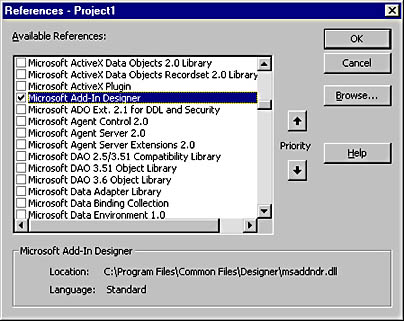 References - Project1
Available References:
Microsoft ActiveX Data Objects 2.0 Library
Microsoft ActiveX Data Objects Recordset 2.0 Library
Microsoft ActiveX Plugin
Microsoft Add-In Designer
Microsoft ADO Ext. 2.1 for DDL and Security
Microsoft Agent Control 2.0
Microsoft Agent Server 2.0
Microsoft Agent Server Extensions 2.0
Microsoft DAO 2.5/3.51 Compatibility Library
Microsoft DAO 3.51 Object Library
Microsoft DAO 3.6 Object Library
Microsoft Data Adapter Library
Microsoft Data Binding Collection
Microsoft Data Environment 1.0
OK
Cancel
Browse...
Priority
Help
Microsoft Add-In Designer
Location: C:\Program Files\Common Files\Designer\msaddndr.dll
Language: Standard